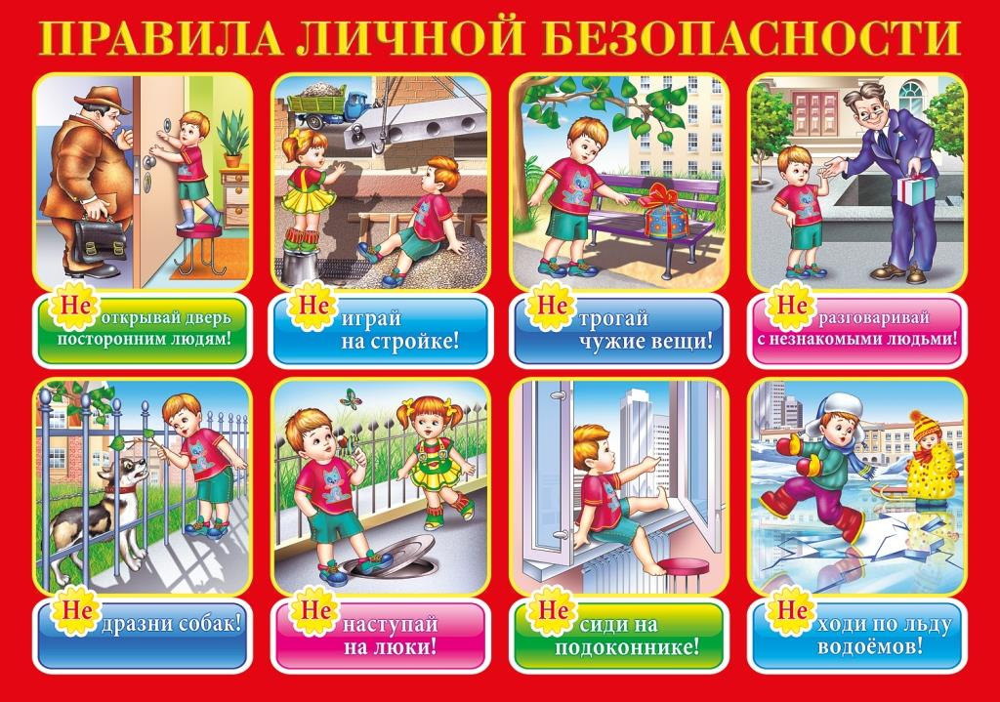 ПРАВИЛА ЛИЧНОЙ БЕЗОПАСНОСТИ
Не открывай дверь
посторонним людям!
Не играй
на стройке!
Не трогай
чужие вещи!
Не разговаривай
с незнакомыми людьми!
Не дразни собак!
Не наступай
на люки!
Не сиди на
подоконнике!
Не ходи по льду
водоёмов!